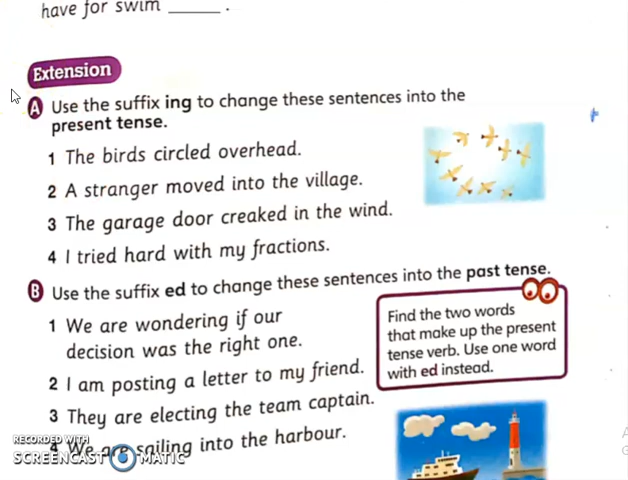 have for swim _____ .
Extension
A Use the suffix ing to change these sentences into the
present tense.
1 The birds circled overhead.
2 A stranger moved into the village.
3 The garage door creaked in the wind.
4 I tried hard with my fractions.
B Use the suffix ed to change these sentences into the past tense.
1 We are wondering if our
decision was the right one.
2 I am posting a letter to my friend.
3 They are electing the team captain.
4 We are sailing into the harbour.
Find the two words
that make up the present
tense verb. Use one word
with ed instead.
RECORDED WITH
SCREENCAST MATIC